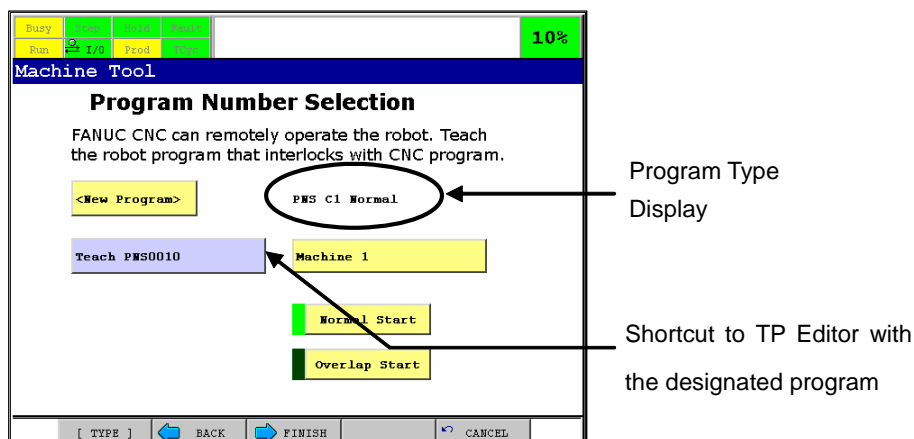 Busy Step Hold Fault
10%
Run I/O Prod TCyc
Machine Tool
Program Number Selection
FANUC CNC can remotely operate the robot. Teach
the robot program that interlocks with CNC program.
<New Program>
PNS C1 Normal
Program Type
Display
Teach PNS0010
Machine 1
Normal Start
Overlap Start
Shortcut to TP Editor with
the designated program
[ TYPE ] BACK FINISH CANCEL